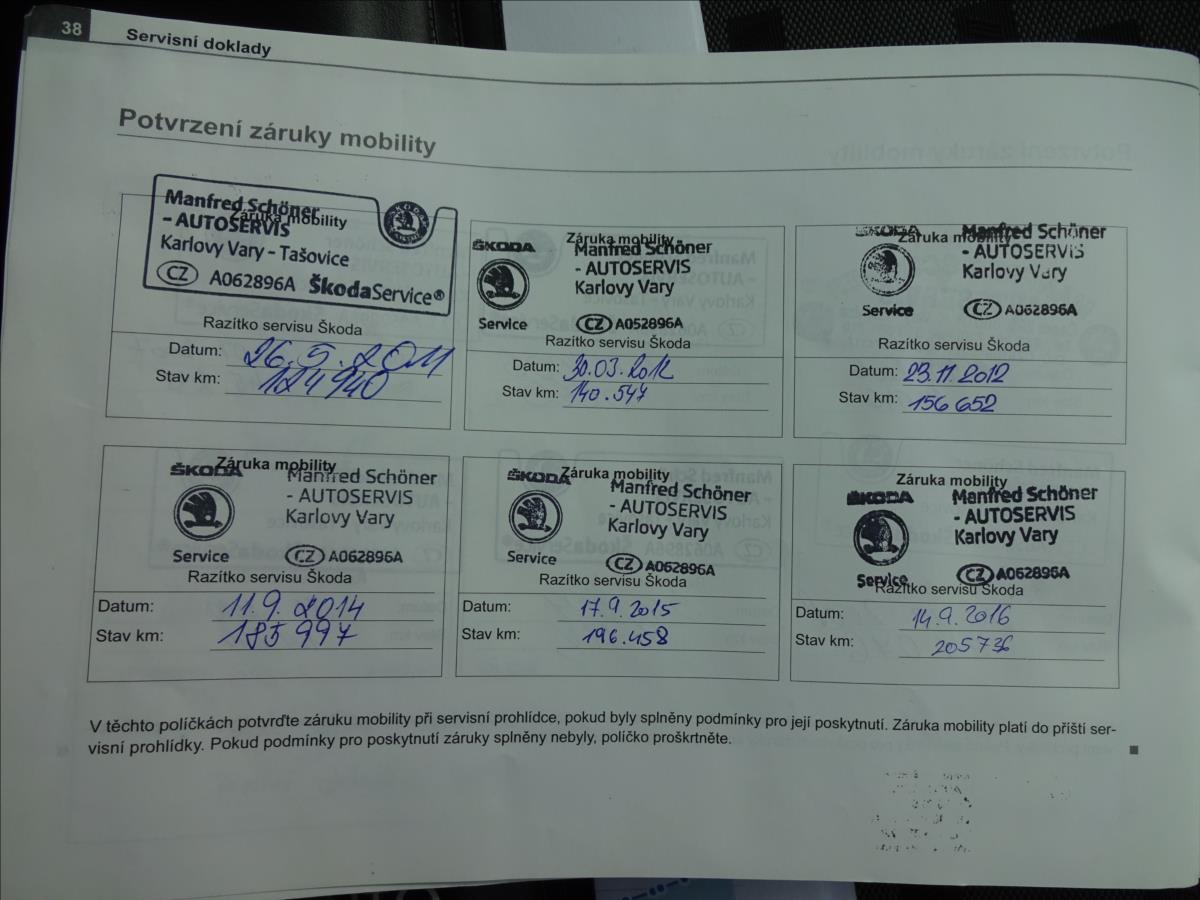 38
Servisní doklady
Potvrzení záruky mobility
Záruka mobility
Manfred Schöner
- AUTOSERVIS
Karlovy Vary - Tašovice
CZ A062896A ŠkodaService®
Razítko servisu Škoda
Datum: 26.5.2011
Stav km: 124940
Záruka mobility
ŠKODA Manfred Schöner
- AUTOSERVIS
Karlovy Vary
Service CZ A052896A
Razítko servisu Škoda
Datum: 30.03.2012
Stav km: 140.547
Záruka mobility
ŠKODA Manfred Schöner
- AUTOSERVIS
Karlovy Vary
Service CZ A062896A
Razítko servisu Škoda
Datum: 23.11.2012
Stav km: 156 652
Záruka mobility
ŠKODA Manfred Schöner
- AUTOSERVIS
Karlovy Vary
Service CZ A062896A
Razítko servisu Škoda
Datum: 11.9.2014
Stav km: 185 997
Záruka mobility
ŠKODA Manfred Schöner
- AUTOSERVIS
Karlovy Vary
Service CZ A062896A
Razítko servisu Škoda
Datum: 17.9.2015
Stav km: 196.458
Záruka mobility
ŠKODA Manfred Schöner
- AUTOSERVIS
Karlovy Vary
Service CZ A062896A
Razítko servisu Škoda
Datum: 14.9.2016
Stav km: 205736
V těchto políčkách potvrďte záruku mobility při servisní prohlídce, pokud byly splněny podmínky pro její poskytnutí. Záruka mobility platí do příští ser-
visní prohlídky. Pokud podmínky pro poskytnutí záruky splněny nebyly, políčko proškrtněte.